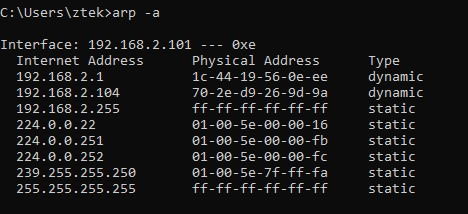 C:\Users\ztek>arp -a
Interface: 192.168.2.101 --- 0xe
Internet Address Physical Address Type
192.168.2.1 1c-44-19-56-0e-ee dynamic
192.168.2.104 70-2e-d9-26-9d-9a dynamic
192.168.2.255 ff-ff-ff-ff-ff-ff static
224.0.0.22 01-00-5e-00-00-16 static
224.0.0.251 01-00-5e-00-00-fb static
224.0.0.252 01-00-5e-00-00-fc static
239.255.255.250 01-00-5e-7f-ff-fa static
255.255.255.255 ff-ff-ff-ff-ff-ff static